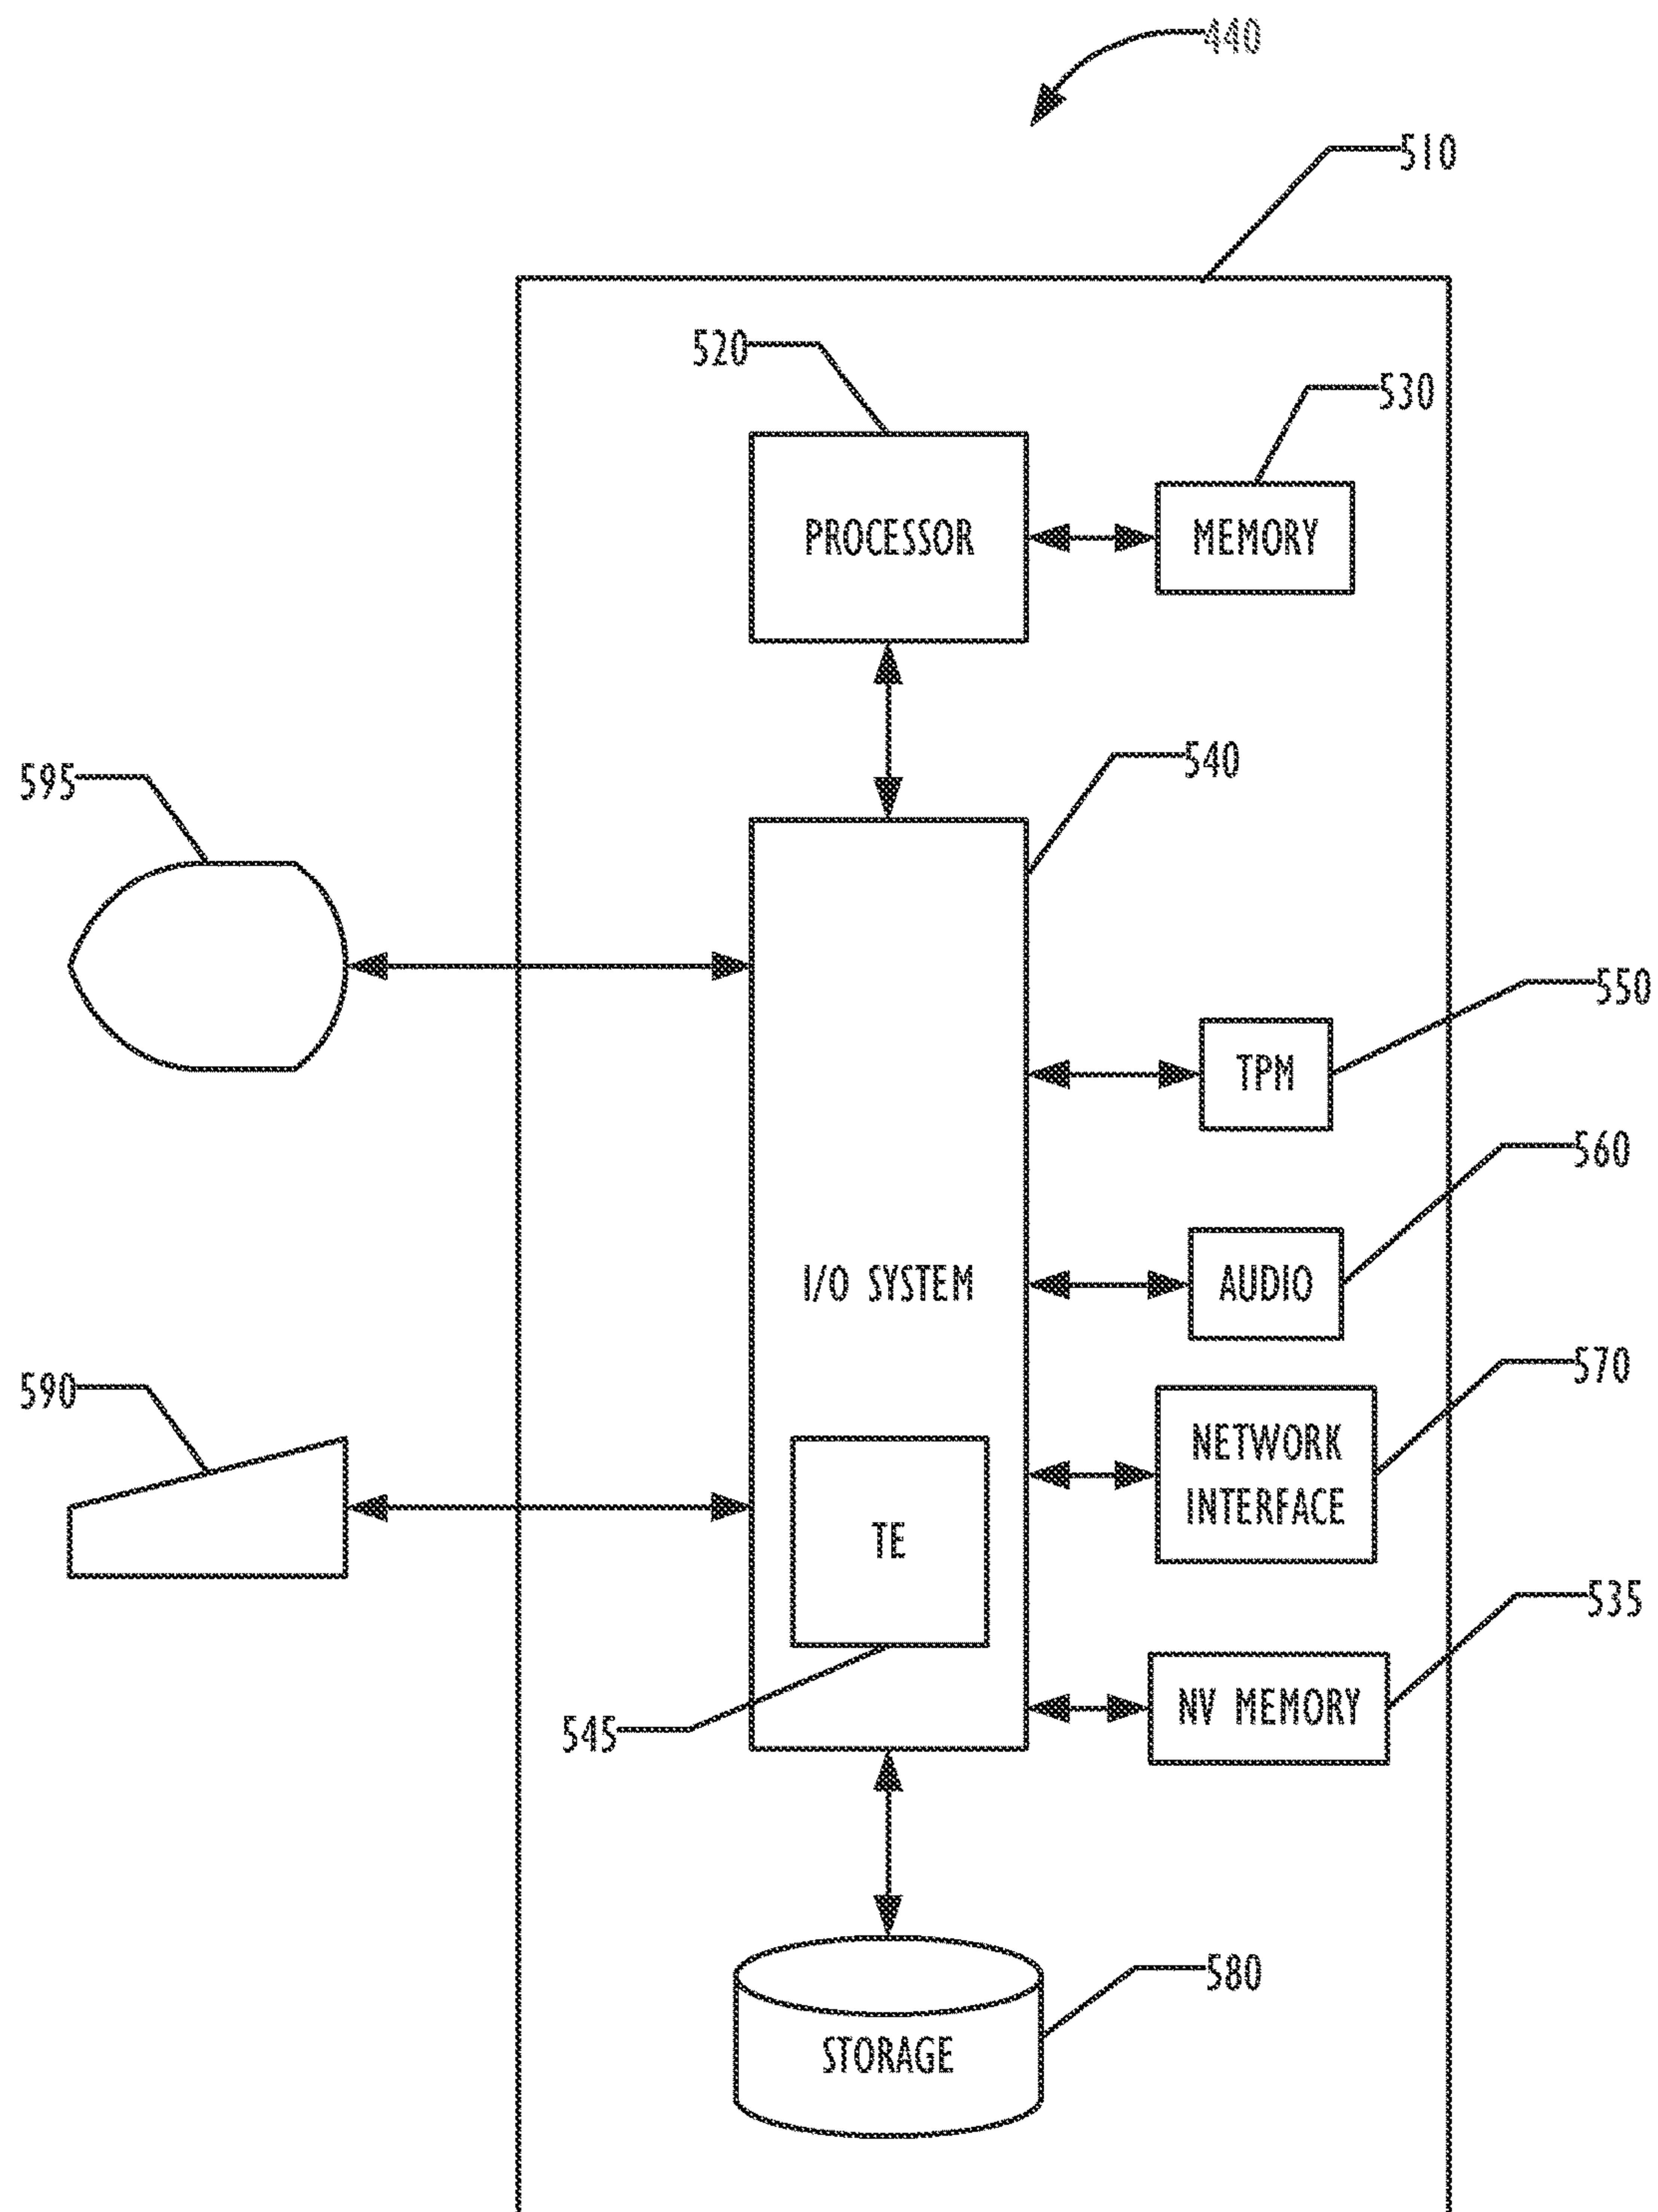 440
510
520
530
PROCESSOR
MEMORY
540
595
550
TPM
560
I/O SYSTEM
AUDIO
570
590
NETWORK
INTERFACE
TE
535
NV MEMORY
545
580
STORAGE